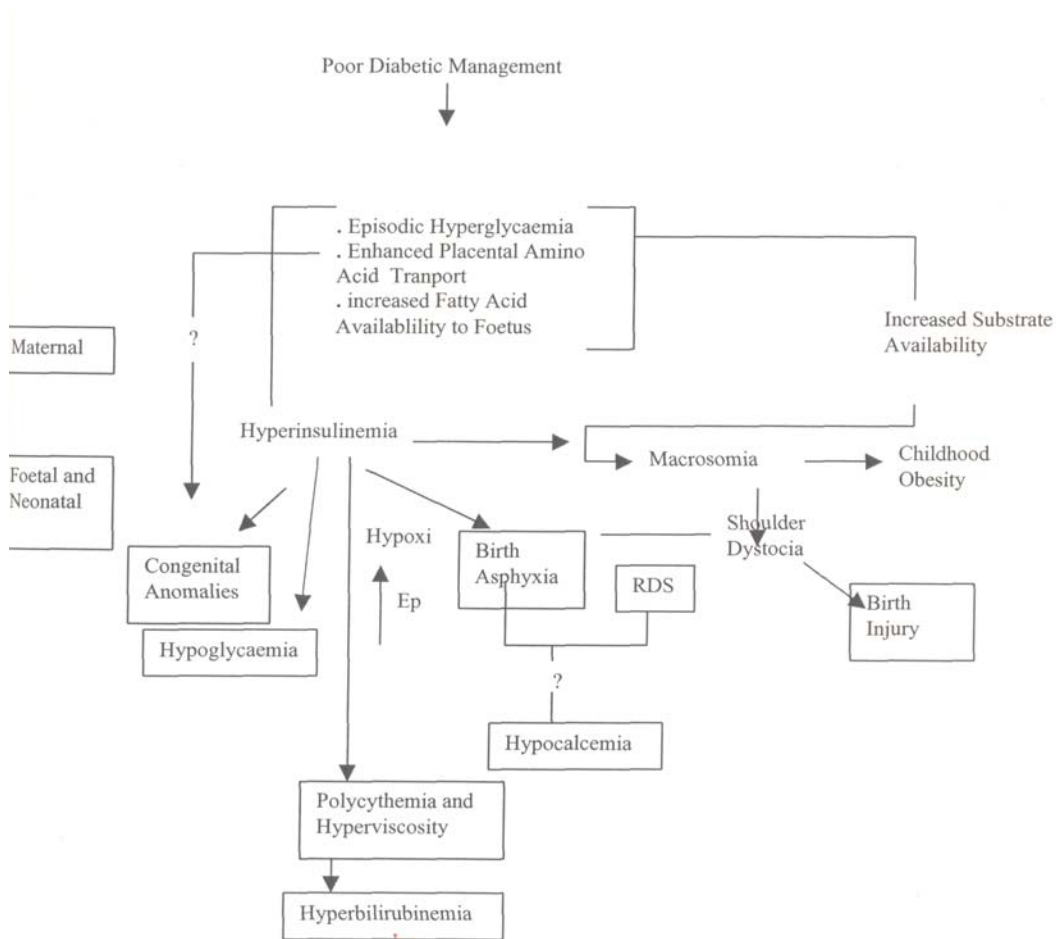 Poor Diabetic Management
. Episodic Hyperglycaemia
. Enhanced Placental Amino
Acid Tranport
. increased Fatty Acid
Availablility to Foetus
Increased Substrate
Availability
?
Maternal
Hyperinsulinemia
Foetal and
Neonatal
Macrosomia
Childhood
Obesity
Shoulder
Dystocia
Hypoxi
Birth
Asphyxia
Congenital
Anomalies
RDS
Ep
Birth
Injury
Hypoglycaemia
?
Hypocalcemia
Polycythemia and
Hyperviscosity
Hyperbilirubinemia